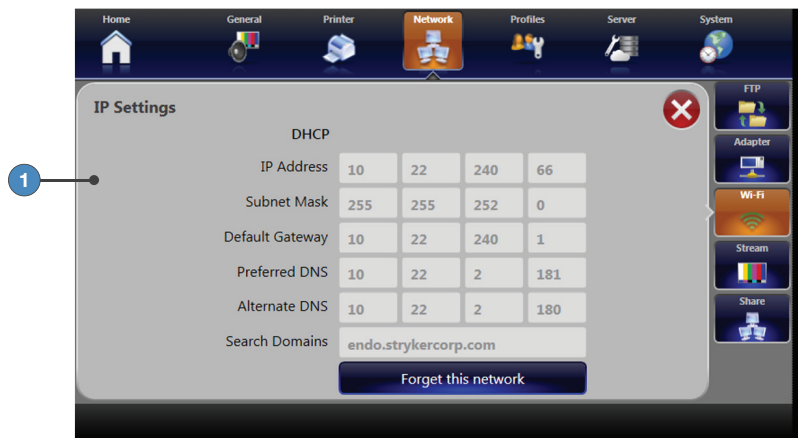 Home General Printer Network Profiles Server System
IP Settings
FTP
DHCP
Adapter
1
IP Address 10 22 240 66
Subnet Mask 255 255 252 0
Wi-Fi
Default Gateway 10 22 240 1
Stream
Preferred DNS 10 22 2 181
Alternate DNS 10 22 2 180
Share
Search Domains endo.strykercorp.com
Forget this network